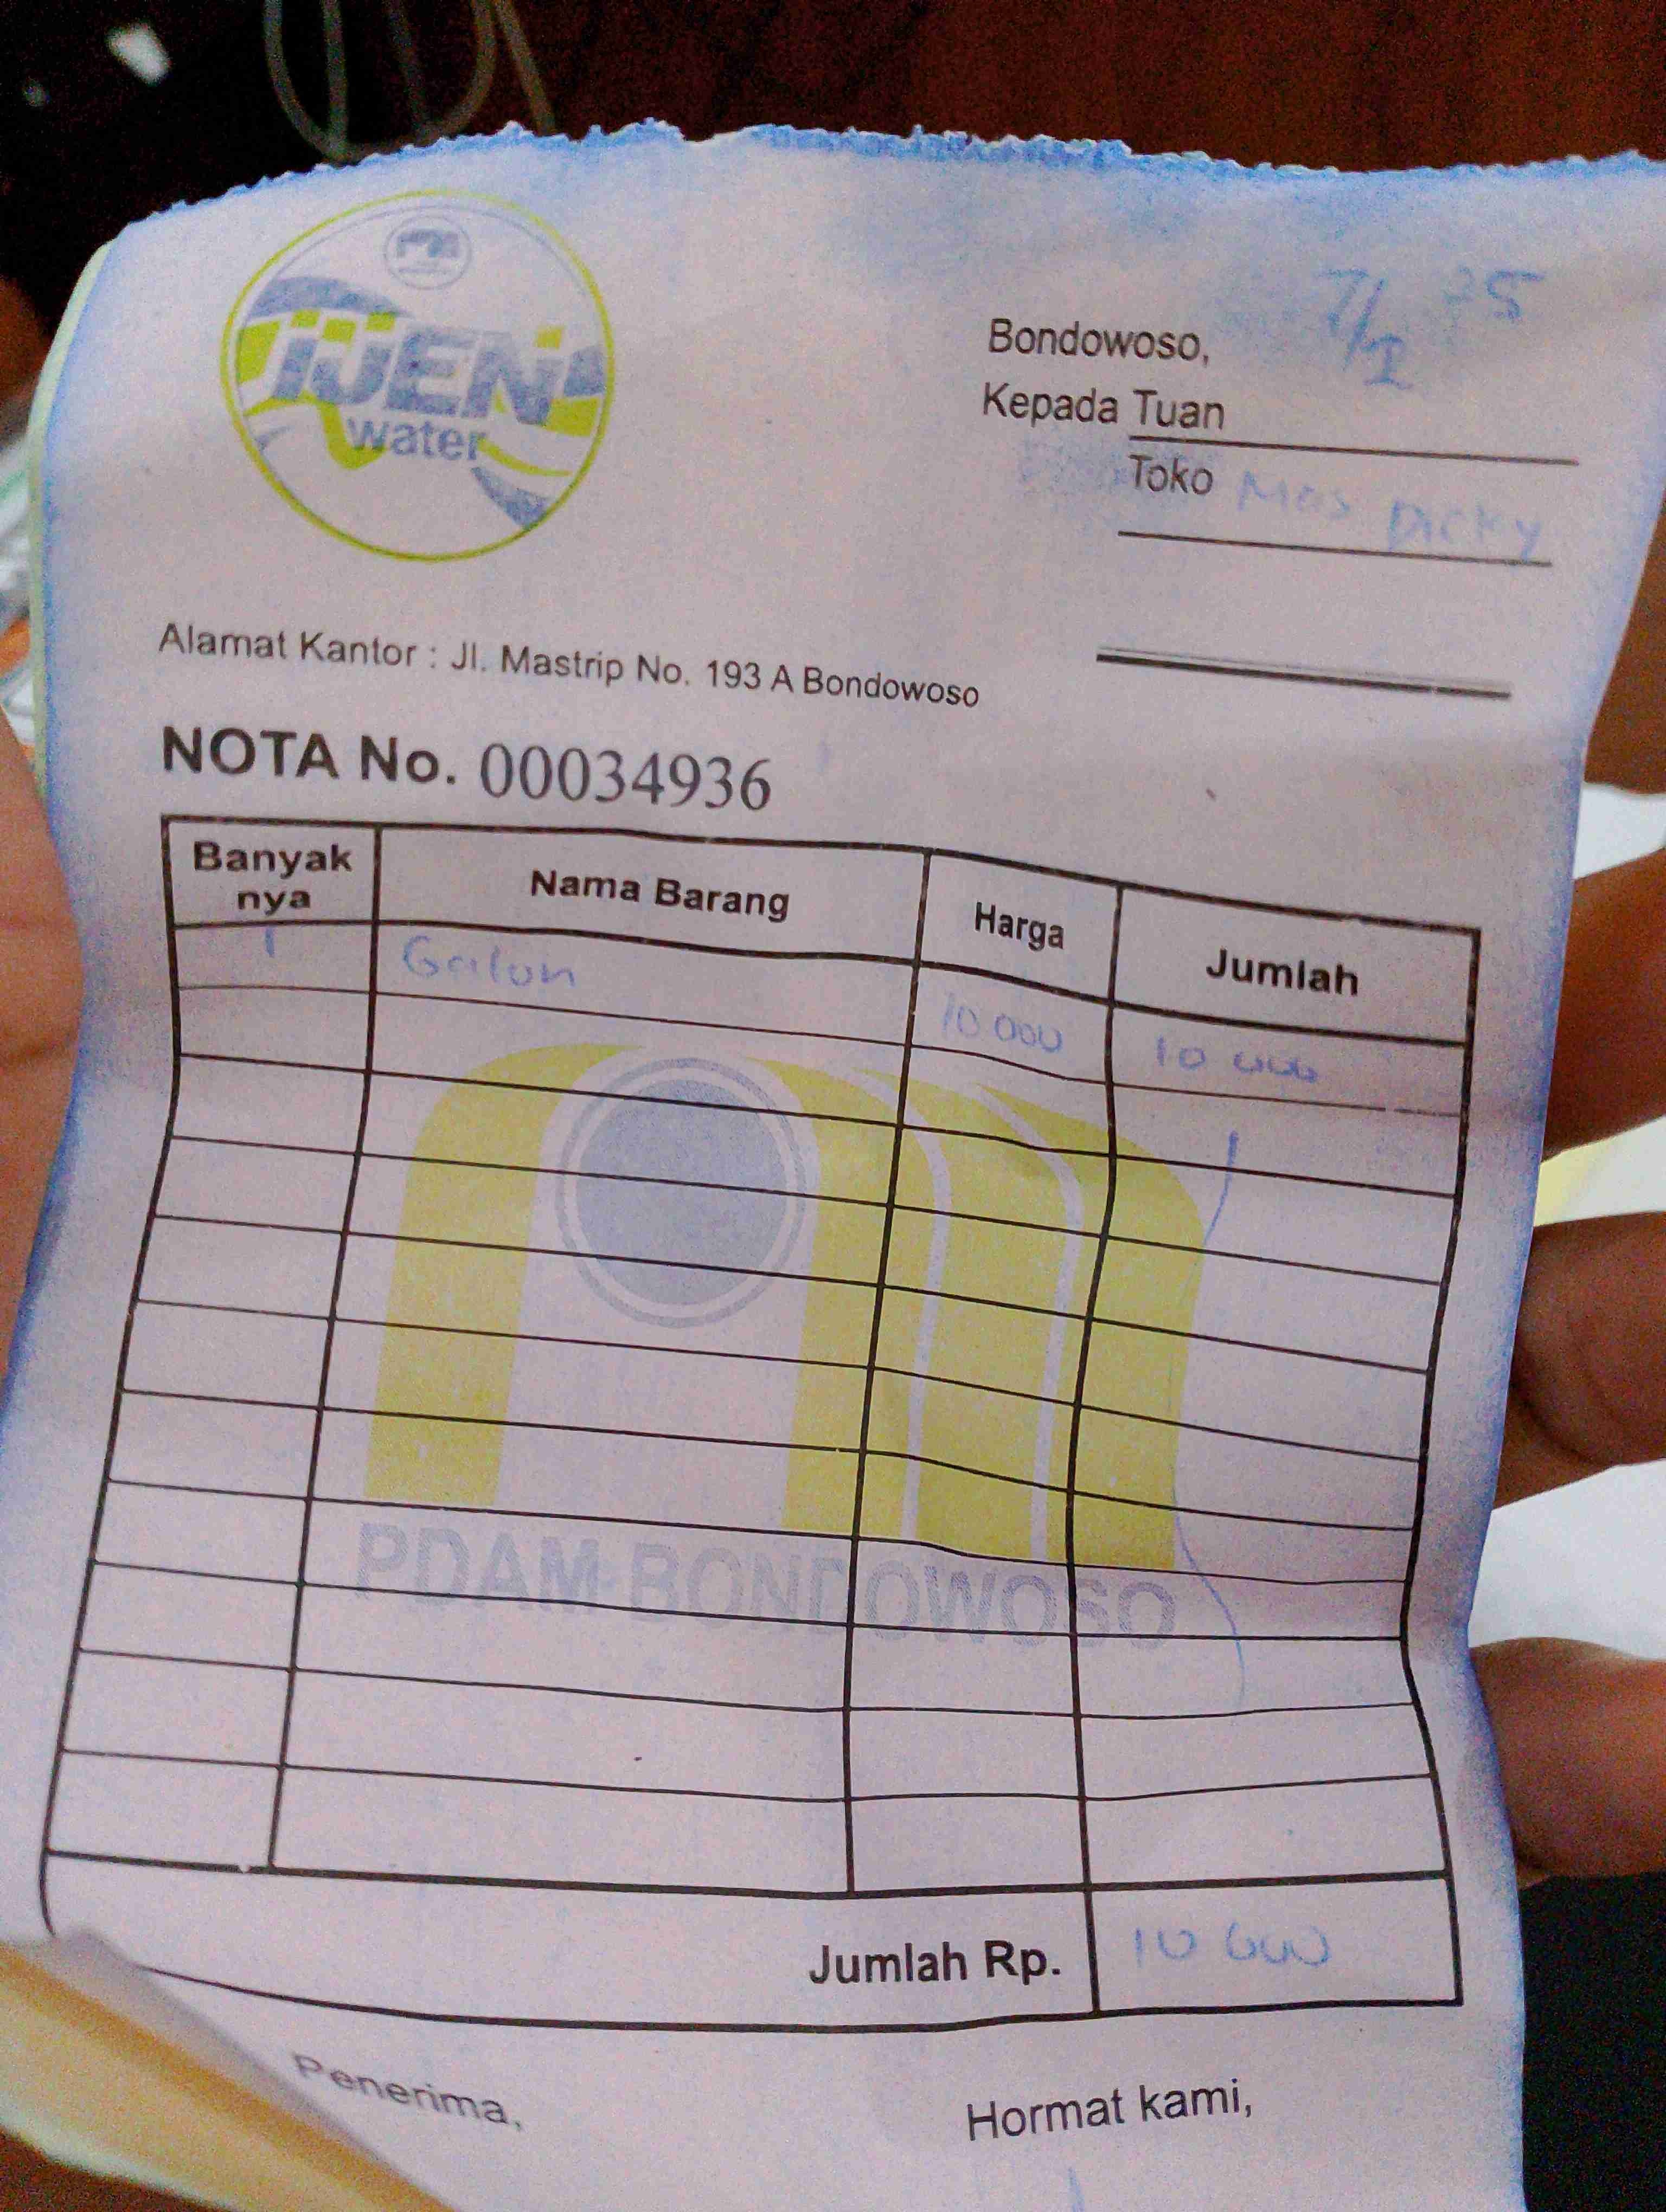 IJEN
water
7/1 25
Bondowoso,
Kepada Tuan
Toko Mas Dicky
Alamat Kantor : Jl. Mastrip No. 193 A Bondowoso
NOTA No. 00034936
Banyak nya Nama Barang Harga Jumlah
1 Galon 10 000 10 000
PDAM BONDOWOSO
Jumlah Rp. 10 000
Penerima, Hormat kami,